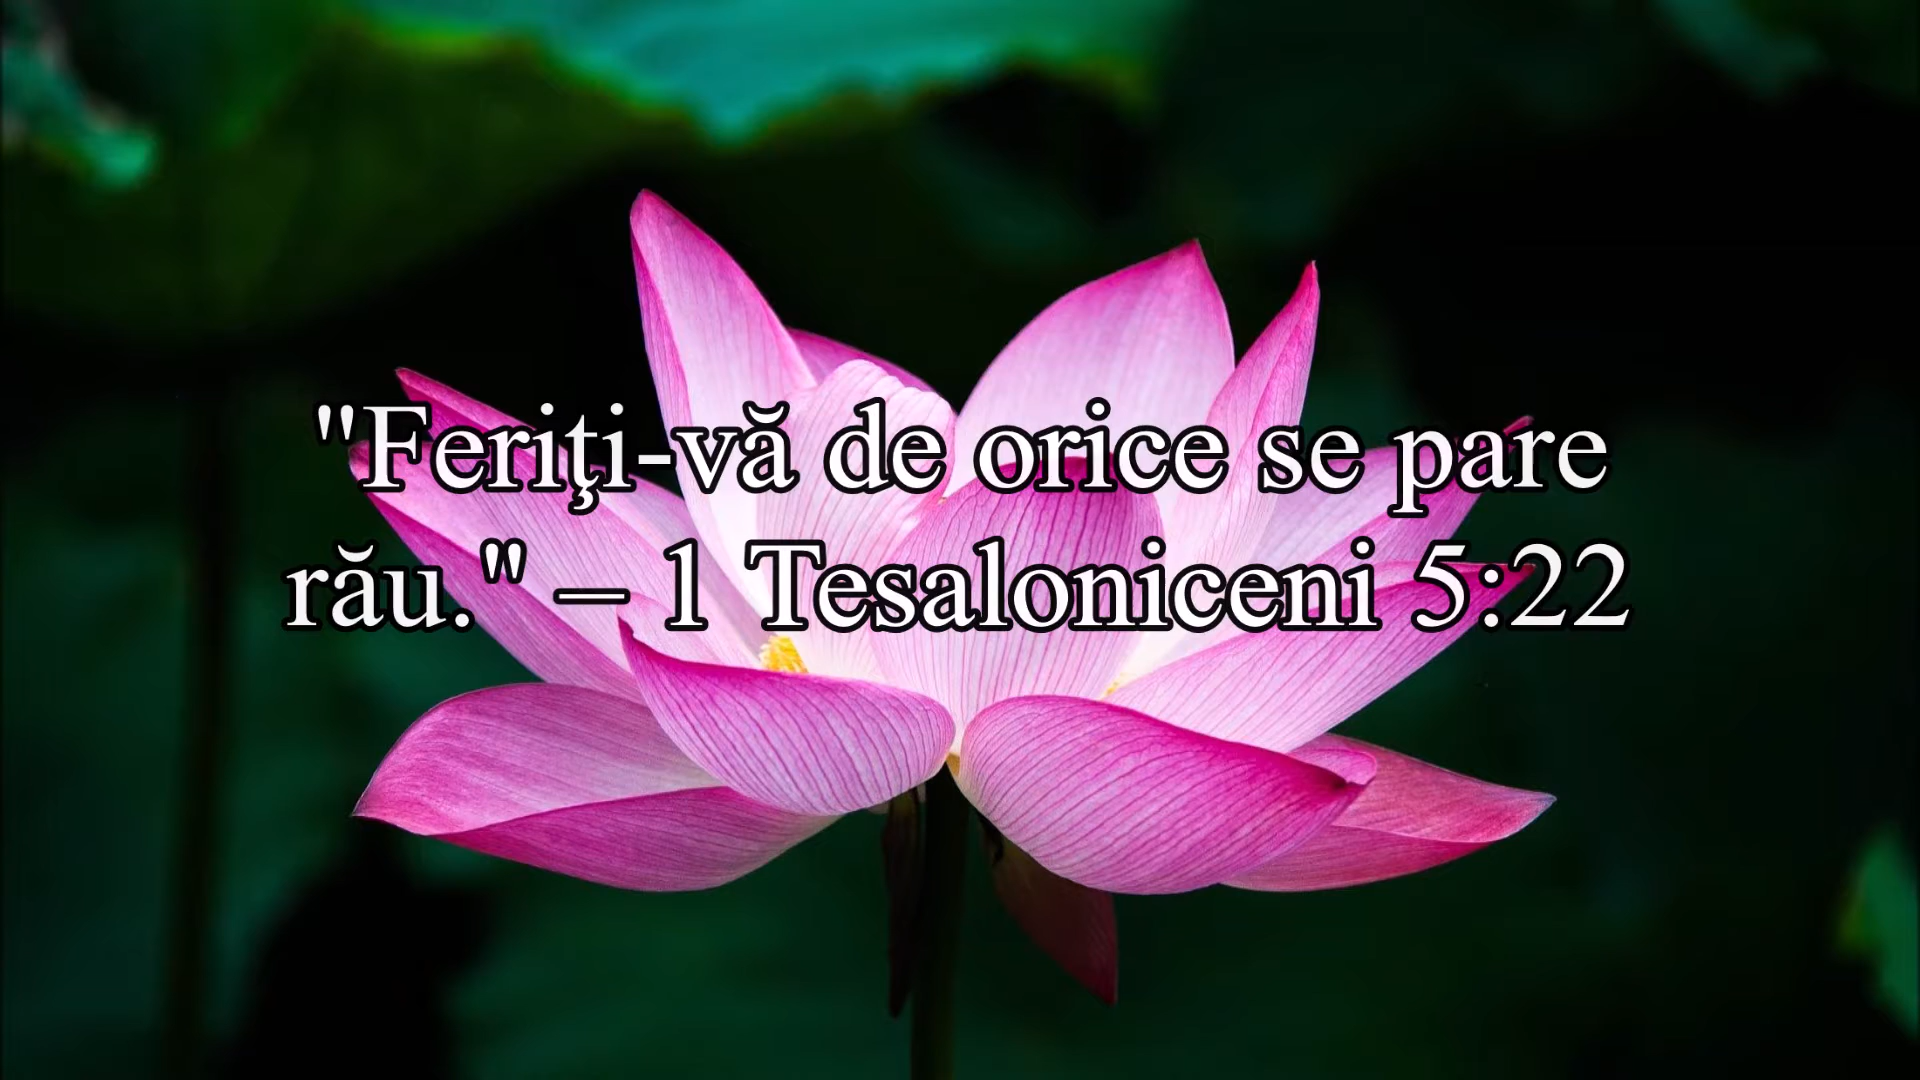 "Feriţi-vă de orice se pare
rău." – 1 Tesaloniceni 5:22